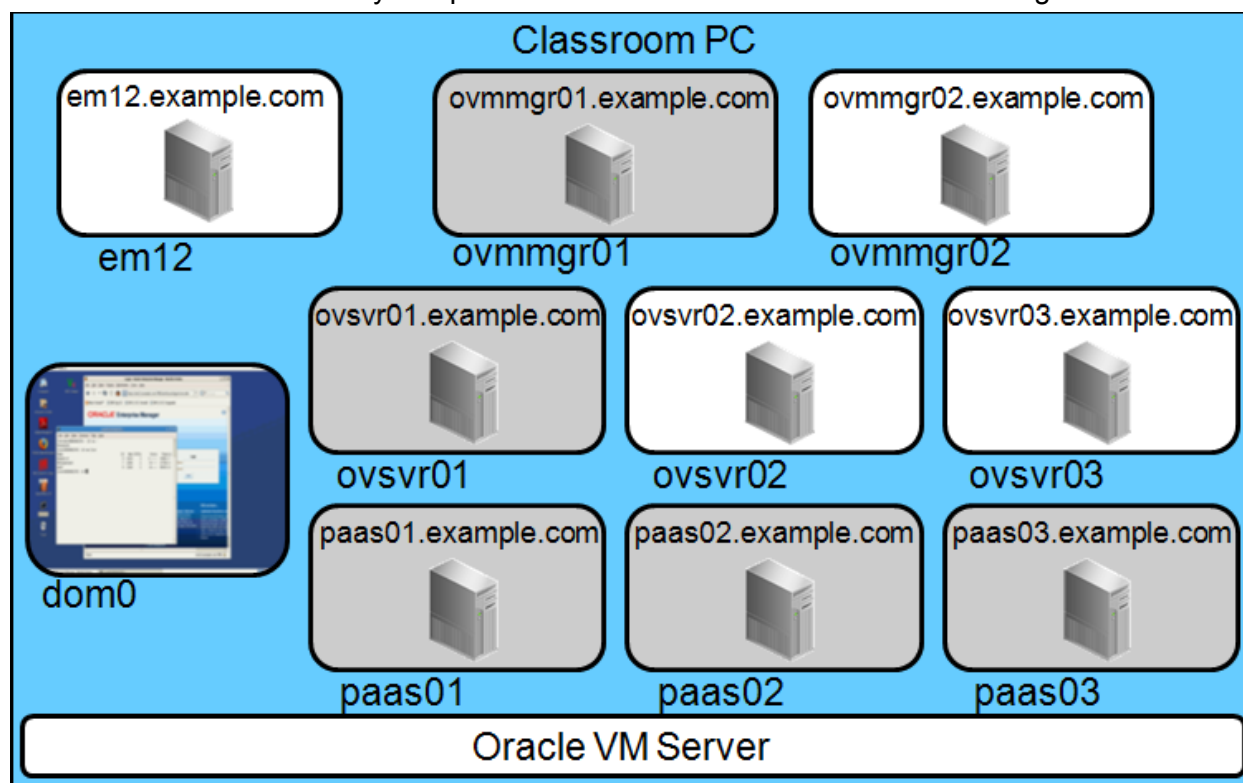 Classroom PC
em12.example.com
ovmmgr01.example.com
ovmmgr02.example.com
em12
ovmmgr01
ovmmgr02
ovsvr01.example.com
ovsvr02.example.com
ovsvr03.example.com
ovsvr01
ovsvr02
ovsvr03
dom0
paas01.example.com
paas02.example.com
paas03.example.com
paas01
paas02
paas03
Oracle VM Server